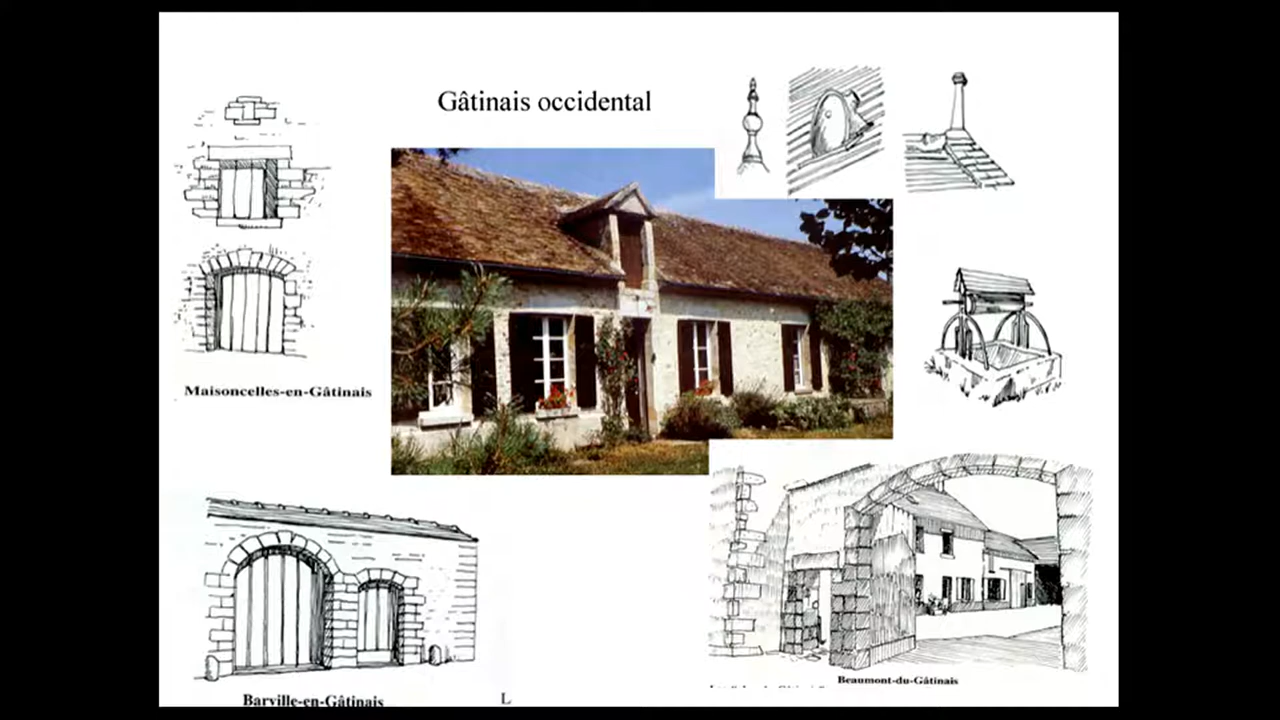 Gâtinais occidental
Maisoncelles-en-Gâtinais
Beaumont-du-Gâtinais
Barville-en-Gâtinais
L